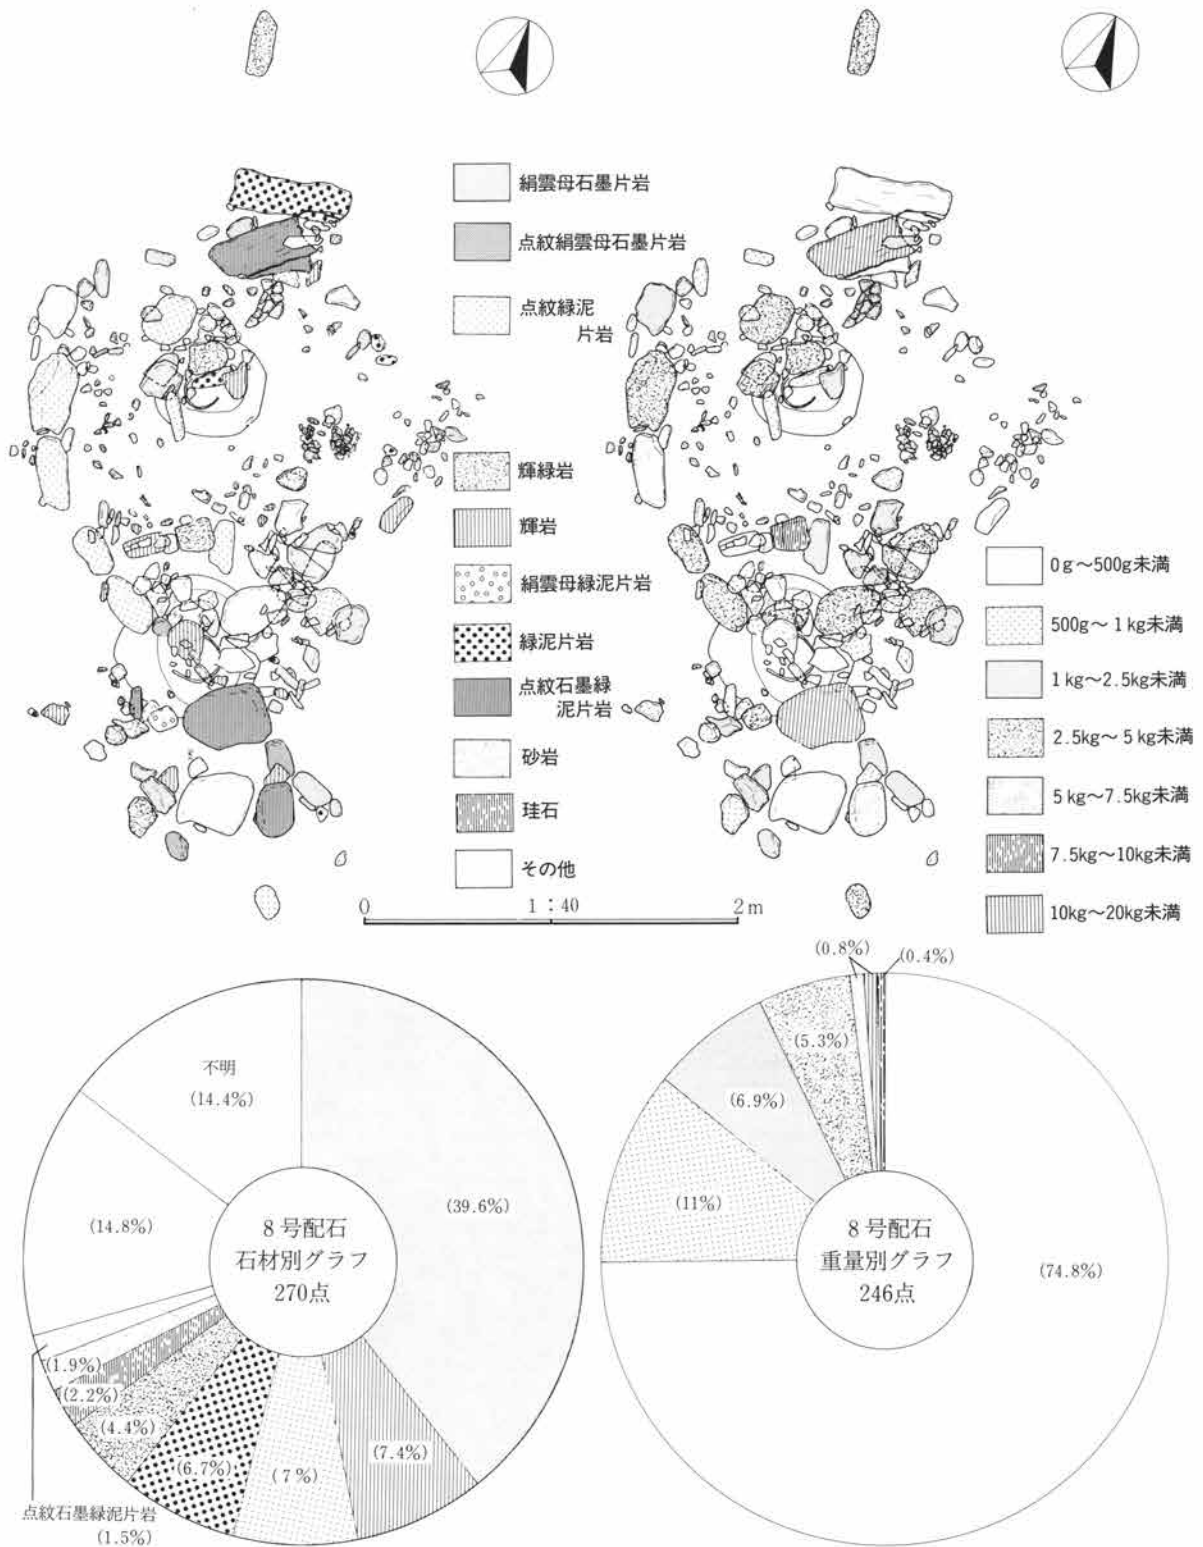 絹雲母石墨片岩
点紋絹雲母石墨片岩
点紋緑泥
片岩
輝緑岩
輝岩
絹雲母緑泥片岩
緑泥片岩
点紋石墨緑
泥片岩
砂岩
珪石
その他
0g～500g未満
500g～1kg未満
1kg～2.5kg未満
2.5kg～5kg未満
5kg～7.5kg未満
7.5kg～10kg未満
10kg～20kg未満
0 1：40 2m
不明
(14.4%)
(39.6%)
(14.8%)
8号配石
石材別グラフ
270点
(1.9%)
(2.2%)
(4.4%)
(6.7%)
(7%)
(7.4%)
点紋石墨緑泥片岩
(1.5%)
(0.8%)
(0.4%)
(5.3%)
(6.9%)
(11%)
8号配石
重量別グラフ
246点
(74.8%)